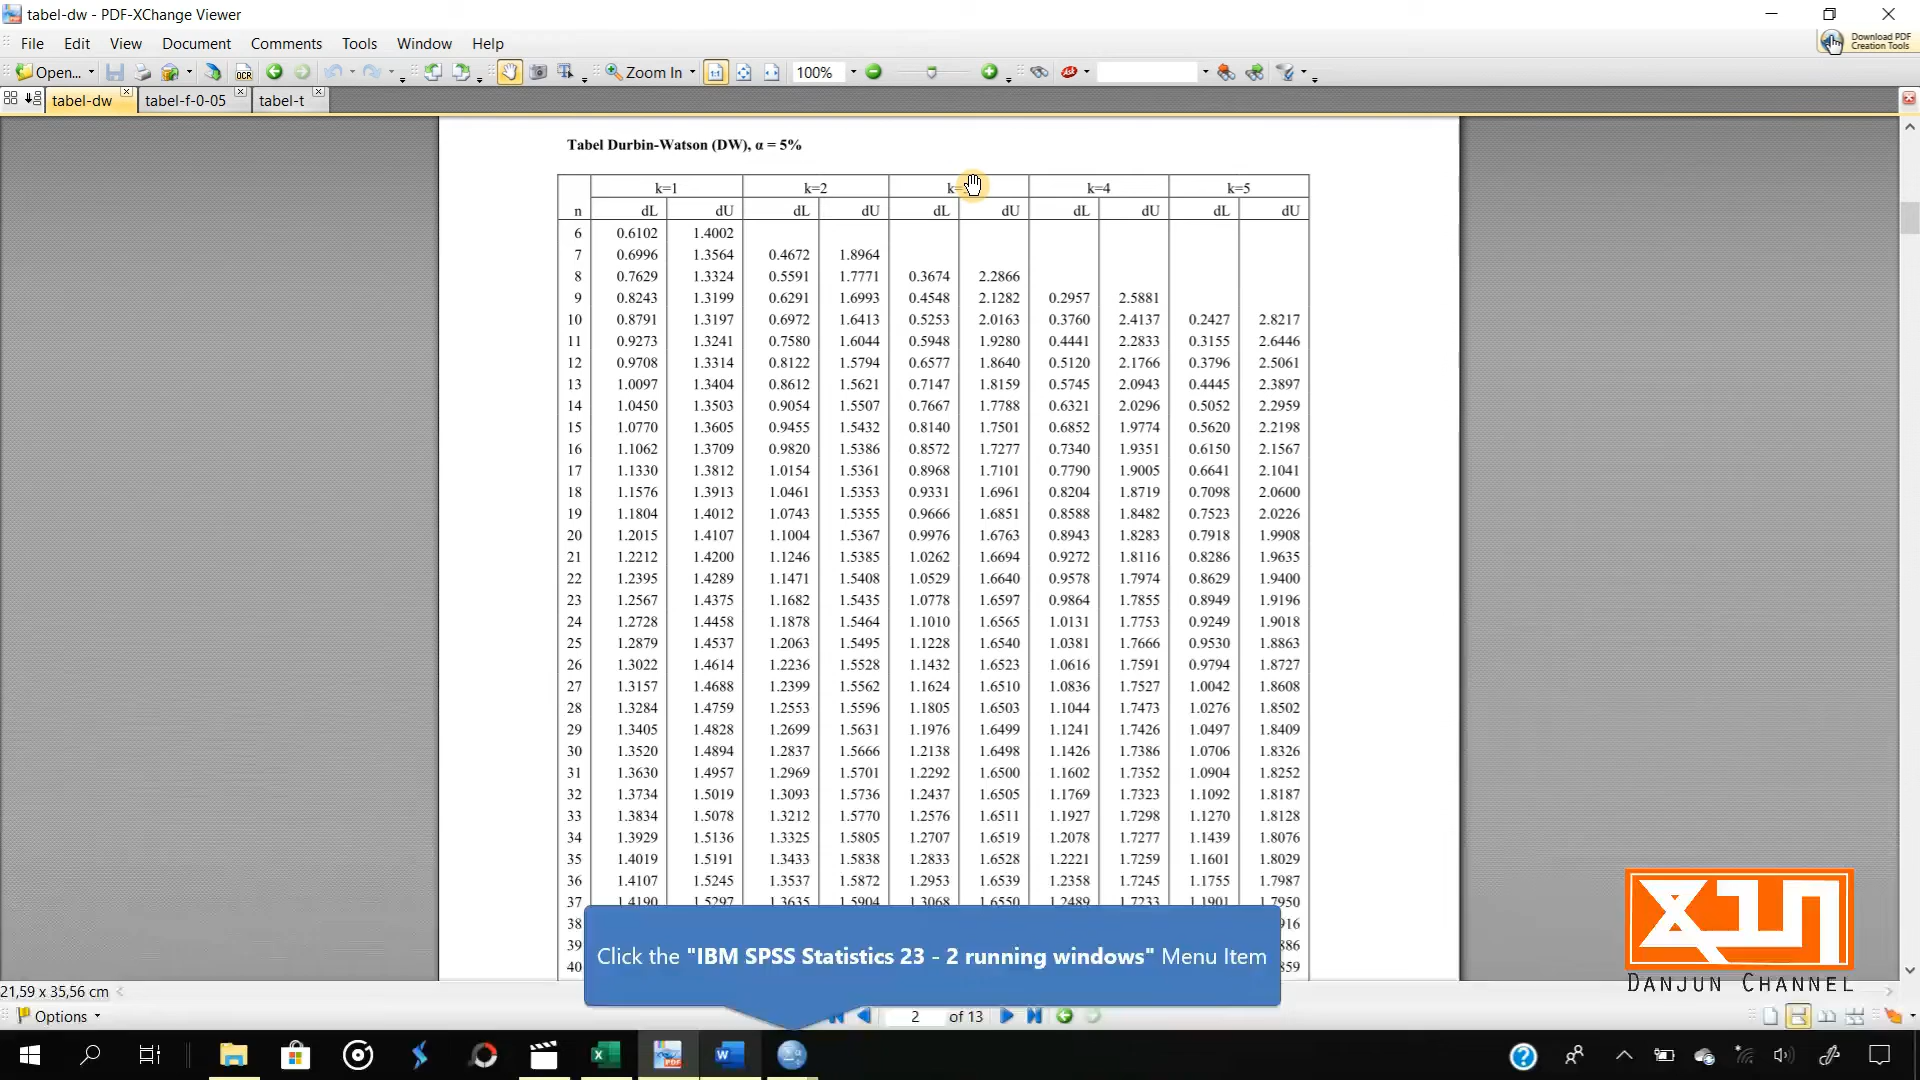 tabel-dw - PDF-XChange Viewer
File Edit View Document Comments Tools Window Help
Download PDF
Creation Tools
Open... OCR Zoom In 100%
tabel-dw tabel-f-0-05 tabel-t
Tabel Durbin-Watson (DW), α = 5%
k=1 k=2 k=4 k=5
n dL dU dL dU dL dU dL dU dL dU
6 0.6102 1.4002
7 0.6996 1.3564 0.4672 1.8964
8 0.7629 1.3324 0.5591 1.7771 0.3674 2.2866
9 0.8243 1.3199 0.6291 1.6993 0.4548 2.1282 0.2957 2.5881
10 0.8791 1.3197 0.6972 1.6413 0.5253 2.0163 0.3760 2.4137 0.2427 2.8217
11 0.9273 1.3241 0.7580 1.6044 0.5948 1.9280 0.4441 2.2833 0.3155 2.6446
12 0.9708 1.3314 0.8122 1.5794 0.6577 1.8640 0.5120 2.1766 0.3796 2.5061
13 1.0097 1.3404 0.8612 1.5621 0.7147 1.8159 0.5745 2.0943 0.4445 2.3897
14 1.0450 1.3503 0.9054 1.5507 0.7667 1.7788 0.6321 2.0296 0.5052 2.2959
15 1.0770 1.3605 0.9455 1.5432 0.8140 1.7501 0.6852 1.9774 0.5620 2.2198
16 1.1062 1.3709 0.9820 1.5386 0.8572 1.7277 0.7340 1.9351 0.6150 2.1567
17 1.1330 1.3812 1.0154 1.5361 0.8968 1.7101 0.7790 1.9005 0.6641 2.1041
18 1.1576 1.3913 1.0461 1.5353 0.9331 1.6961 0.8204 1.8719 0.7098 2.0600
19 1.1804 1.4012 1.0743 1.5355 0.9666 1.6851 0.8588 1.8482 0.7523 2.0226
20 1.2015 1.4107 1.1004 1.5367 0.9976 1.6763 0.8943 1.8283 0.7918 1.9908
21 1.2212 1.4200 1.1246 1.5385 1.0262 1.6694 0.9272 1.8116 0.8286 1.9635
22 1.2395 1.4289 1.1471 1.5408 1.0529 1.6640 0.9578 1.7974 0.8629 1.9400
23 1.2567 1.4375 1.1682 1.5435 1.0778 1.6597 0.9864 1.7855 0.8949 1.9196
24 1.2728 1.4458 1.1878 1.5464 1.1010 1.6565 1.0131 1.7753 0.9249 1.9018
25 1.2879 1.4537 1.2063 1.5495 1.1228 1.6540 1.0381 1.7666 0.9530 1.8863
26 1.3022 1.4614 1.2236 1.5528 1.1432 1.6523 1.0616 1.7591 0.9794 1.8727
27 1.3157 1.4688 1.2399 1.5562 1.1624 1.6510 1.0836 1.7527 1.0042 1.8608
28 1.3284 1.4759 1.2553 1.5596 1.1805 1.6503 1.1044 1.7473 1.0276 1.8502
29 1.3405 1.4828 1.2699 1.5631 1.1976 1.6499 1.1241 1.7426 1.0497 1.8409
30 1.3520 1.4894 1.2837 1.5666 1.2138 1.6498 1.1426 1.7386 1.0706 1.8326
31 1.3630 1.4957 1.2969 1.5701 1.2292 1.6500 1.1602 1.7352 1.0904 1.8252
32 1.3734 1.5019 1.3093 1.5736 1.2437 1.6505 1.1769 1.7323 1.1092 1.8187
33 1.3834 1.5078 1.3212 1.5770 1.2576 1.6511 1.1927 1.7298 1.1270 1.8128
34 1.3929 1.5136 1.3325 1.5805 1.2707 1.6519 1.2078 1.7277 1.1439 1.8076
35 1.4019 1.5191 1.3433 1.5838 1.2833 1.6528 1.2221 1.7259 1.1601 1.8029
36 1.4107 1.5245 1.3537 1.5872 1.2953 1.6539 1.2358 1.7245 1.1755 1.7987
37 1.4190 1.5297 1.3635 1.5904 1.3068 1.6550 1.2489 1.7233 1.1901 1.7950
38 916
39 886
40 859
Click the "IBM SPSS Statistics 23 - 2 running windows" Menu Item
DANJUN CHANNEL
21,59 x 35,56 cm
Options 2 of 13